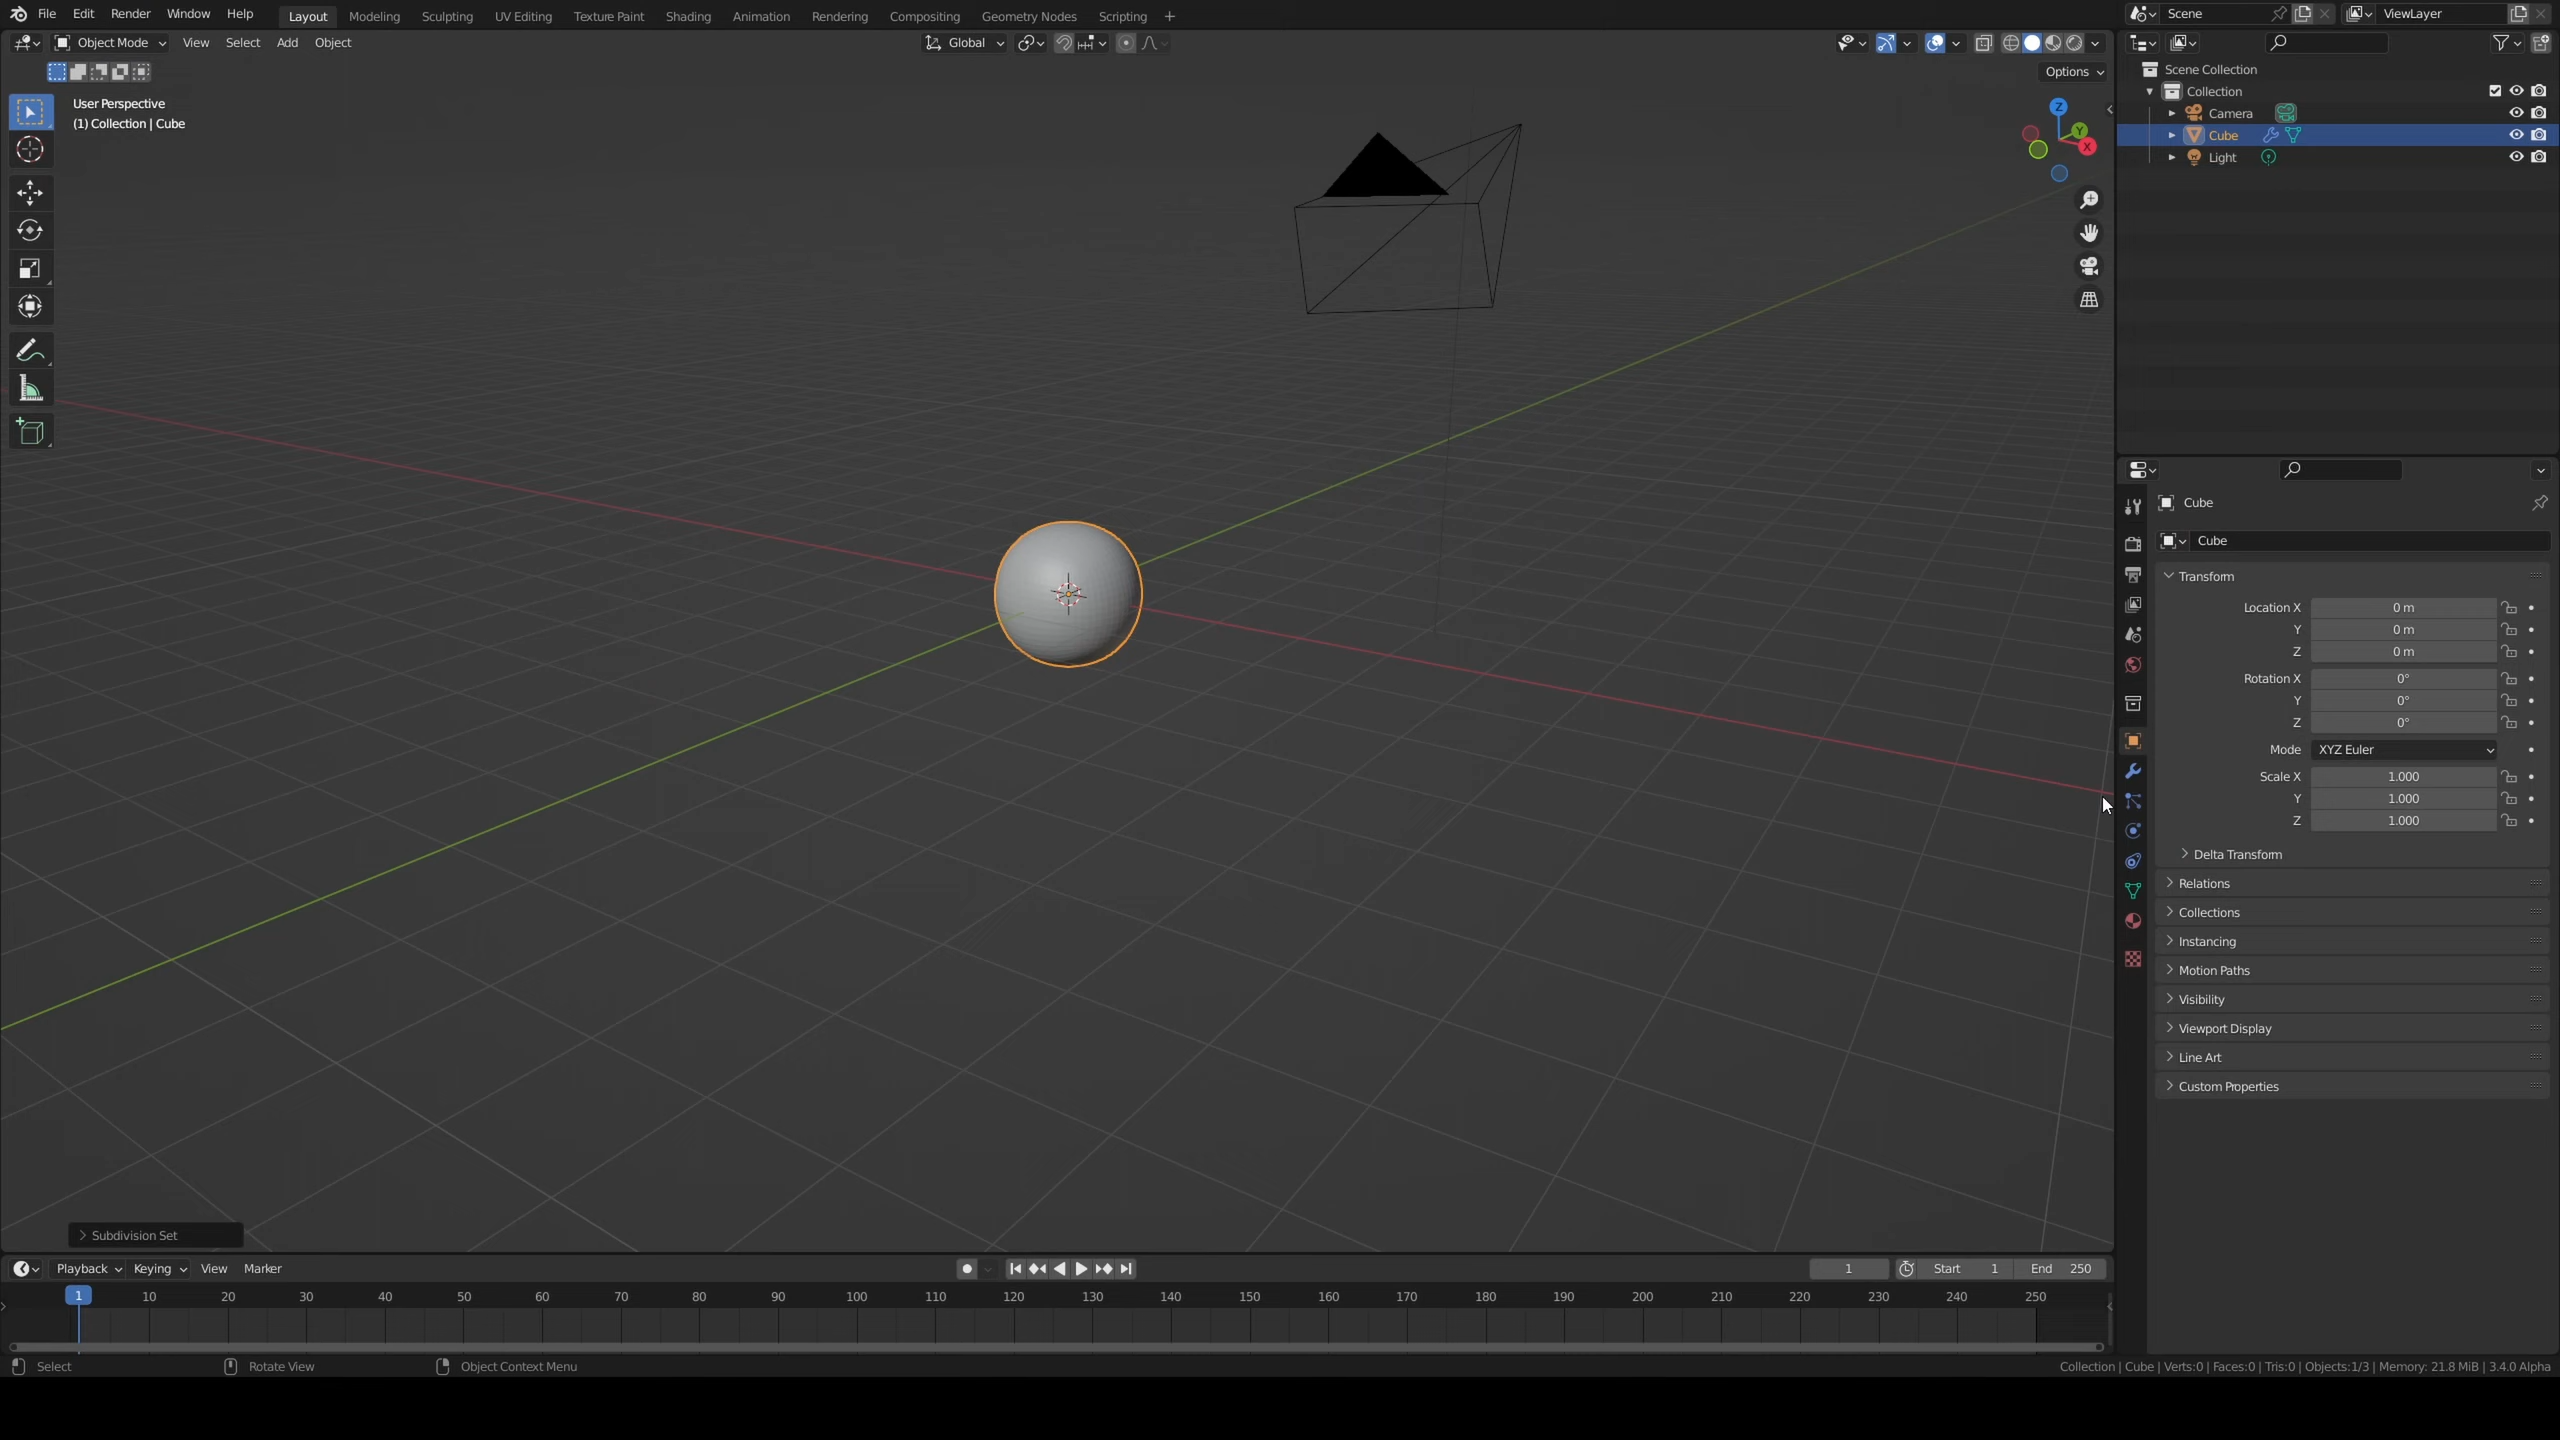 File Edit Render Window Help Layout Modeling Sculpting UV Editing Texture Paint Shading Animation Rendering Compositing Geometry Nodes Scripting + Scene ViewLayer
Object Mode View Select Add Object Global
Options
User Perspective
(1) Collection | Cube
Z
Y
X
Scene Collection
Collection
Camera
Cube
Light
Cube
Cube
Transform
Location X 0 m
Y 0 m
Z 0 m
Rotation X 0°
Y 0°
Z 0°
Mode XYZ Euler
Scale X 1.000
Y 1.000
Z 1.000
Delta Transform
Relations
Collections
Instancing
Motion Paths
Visibility
Viewport Display
Line Art
Custom Properties
Subdivision Set
Playback Keying View Marker 1 Start 1 End 250
1 10 20 30 40 50 60 70 80 90 100 110 120 130 140 150 160 170 180 190 200 210 220 230 240 250
Select Rotate View Object Context Menu Collection | Cube | Verts:0 | Faces:0 | Tris:0 | Objects:1/3 | Memory: 21.8 MiB | 3.4.0 Alpha